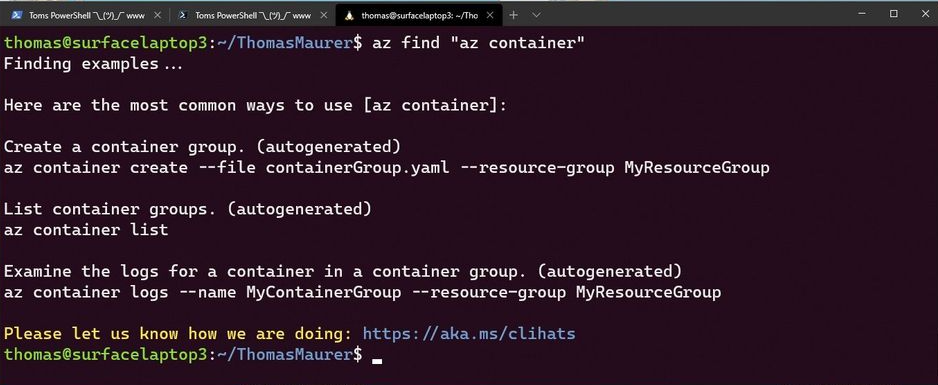 Toms PowerShell ¯\_(ツ)_/¯ www
Toms PowerShell ¯\_(ツ)_/¯ www
thomas@surfacelaptop3: ~/Tho
thomas@surfacelaptop3:~/ThomasMaurer$ az find "az container"
Finding examples...
Here are the most common ways to use [az container]:
Create a container group. (autogenerated)
az container create --file containerGroup.yaml --resource-group MyResourceGroup
List container groups. (autogenerated)
az container list
Examine the logs for a container in a container group. (autogenerated)
az container logs --name MyContainerGroup --resource-group MyResourceGroup
Please let us know how we are doing: https://aka.ms/clihats
thomas@surfacelaptop3:~/ThomasMaurer$